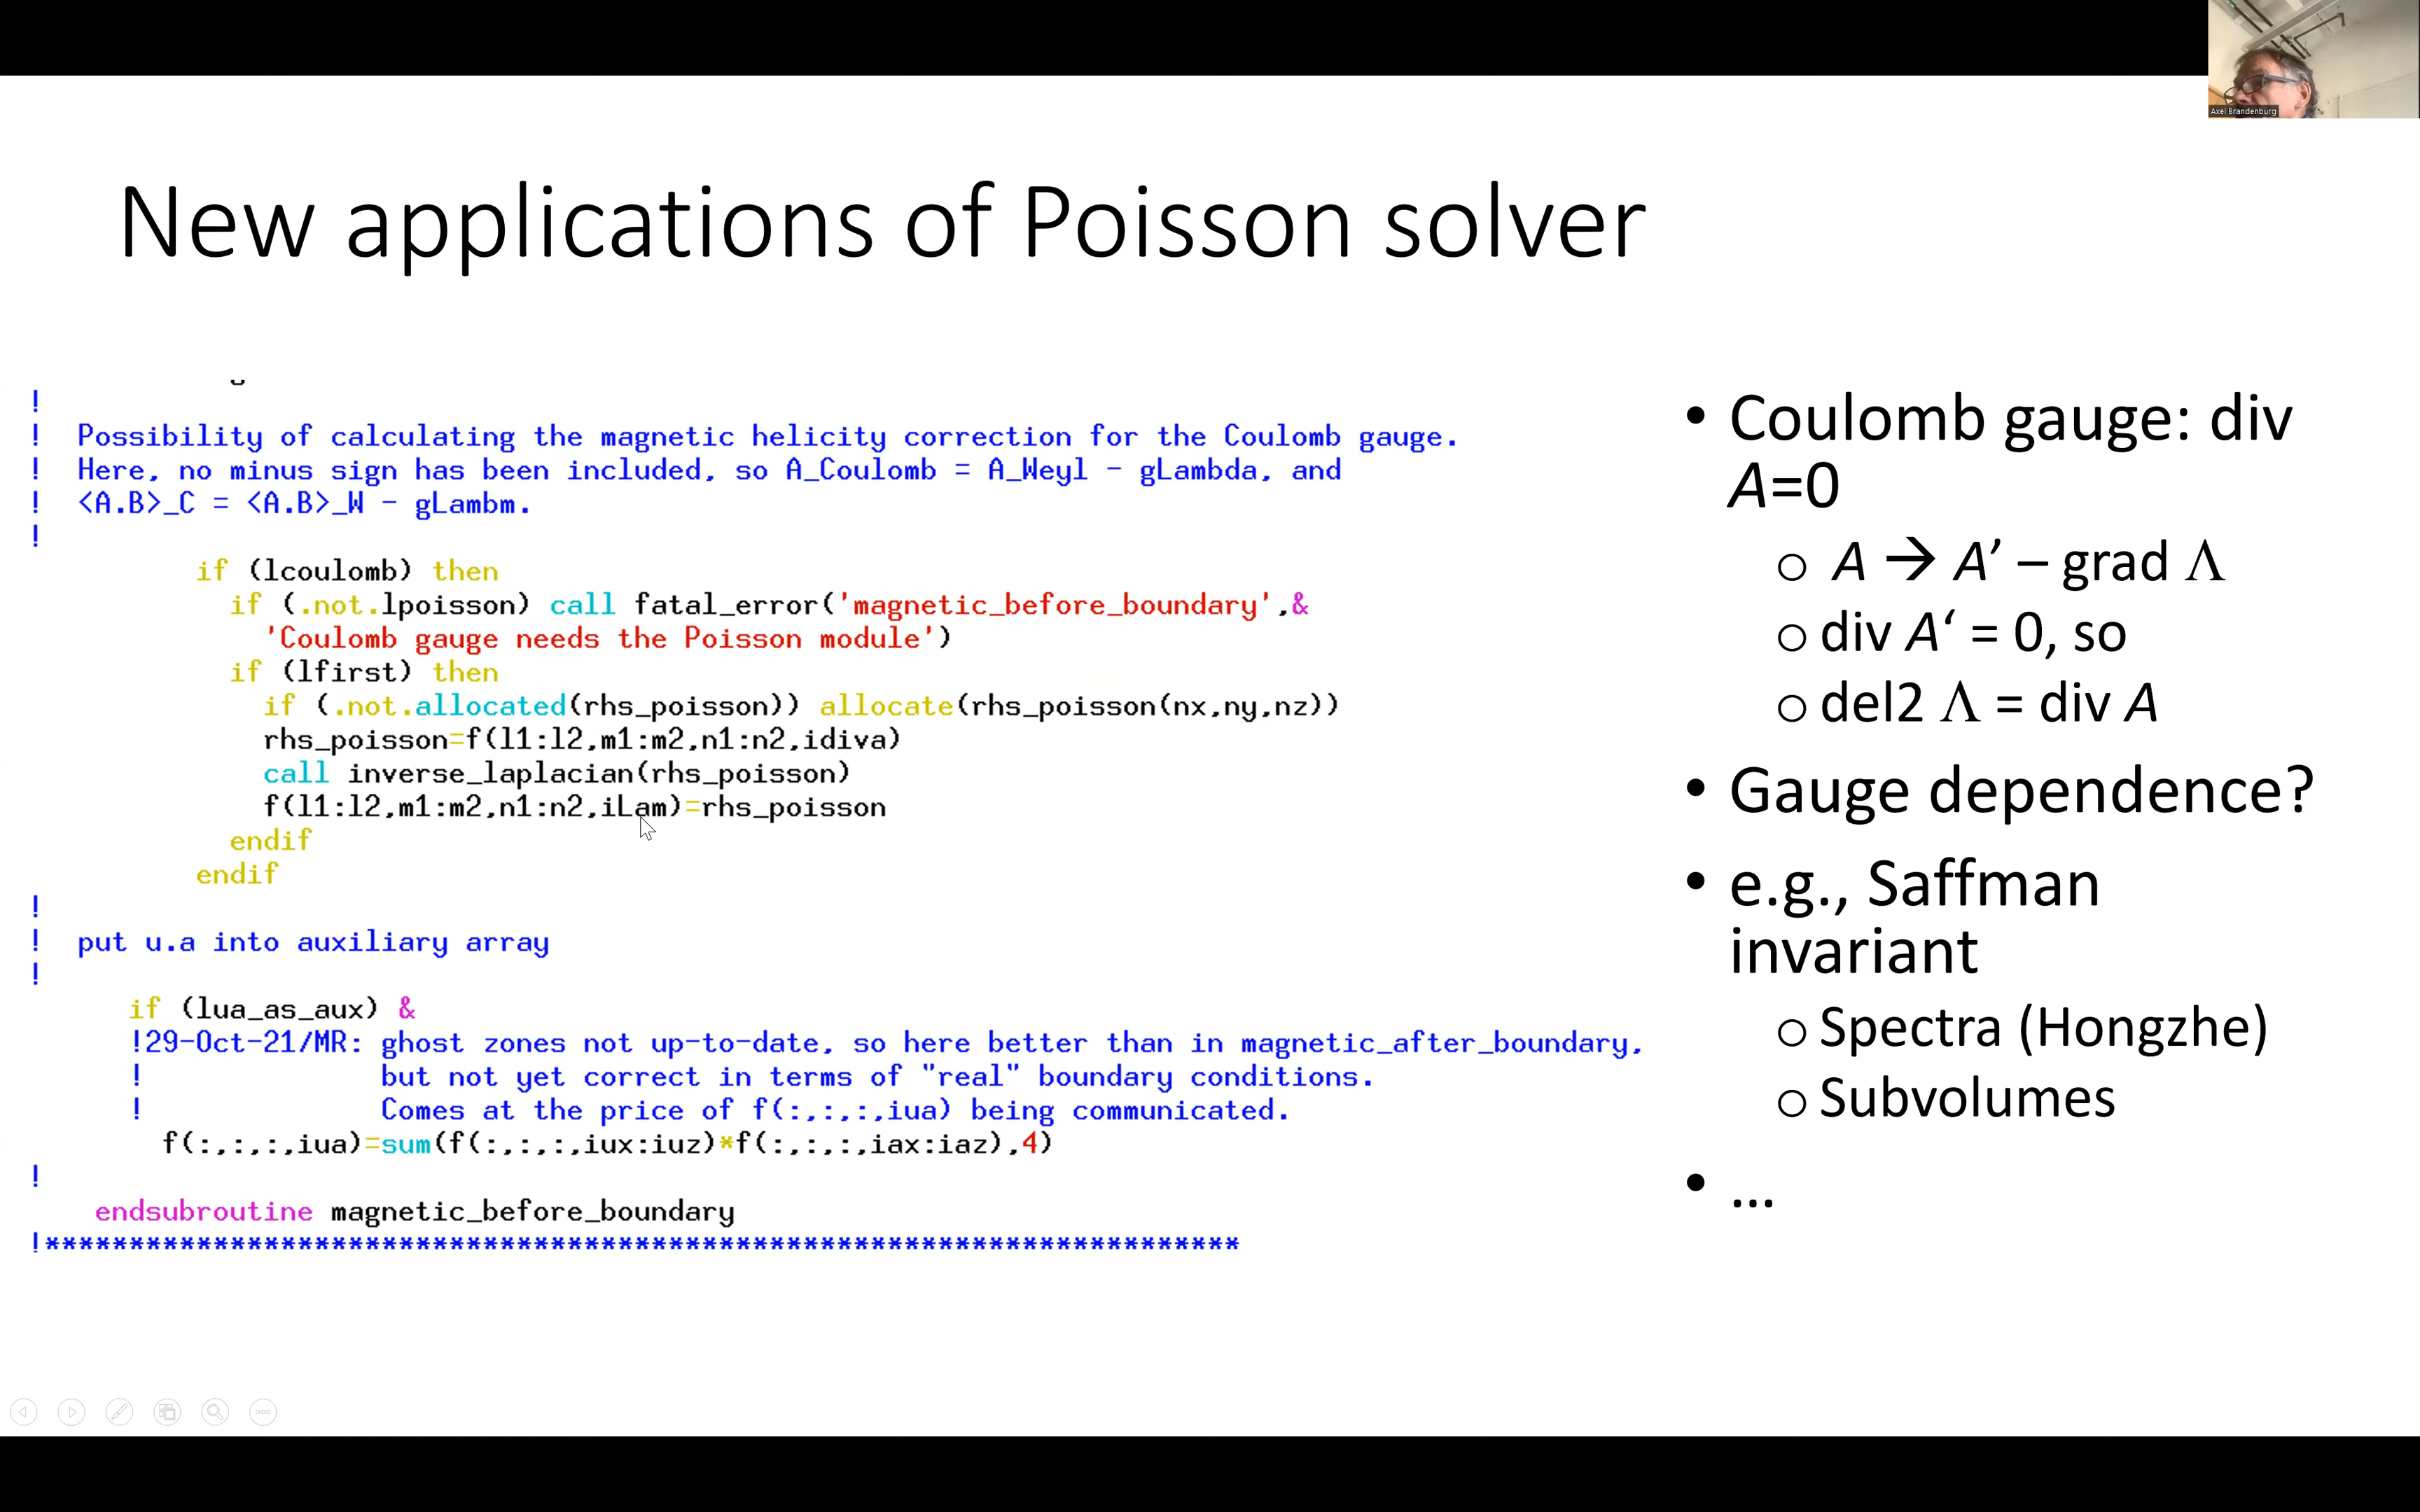 Axel Brandenburg
New applications of Poisson solver
!
! Possibility of calculating the magnetic helicity correction for the Coulomb gauge.
! Here, no minus sign has been included, so A_Coulomb = A_Weyl - gLambda, and
! <A.B>_C = <A.B>_W - gLambm.
!
if (lcoulomb) then
if (.not.lpoisson) call fatal_error('magnetic_before_boundary',&
'Coulomb gauge needs the Poisson module')
if (lfirst) then
if (.not.allocated(rhs_poisson)) allocate(rhs_poisson(nx,ny,nz))
rhs_poisson=f(l1:l2,m1:m2,n1:n2,idiva)
call inverse_laplacian(rhs_poisson)
f(l1:l2,m1:m2,n1:n2,iLam)=rhs_poisson
endif
endif
!
! put u.a into auxiliary array
!
if (lua_as_aux) &
!29-Oct-21/MR: ghost zones not up-to-date, so here better than in magnetic_after_boundary,
! but not yet correct in terms of "real" boundary conditions.
! Comes at the price of f(:,:,:,iua) being communicated.
f(:,:,:,iua)=sum(f(:,:,:,iux:iuz)*f(:,:,:,iax:iaz),4)
!
endsubroutine magnetic_before_boundary
!***********************************************************************
• Coulomb gauge: div
A=0
o A → A’ – grad Λ
o div A‘ = 0, so
o del2 Λ = div A
• Gauge dependence?
• e.g., Saffman
invariant
o Spectra (Hongzhe)
o Subvolumes
• …